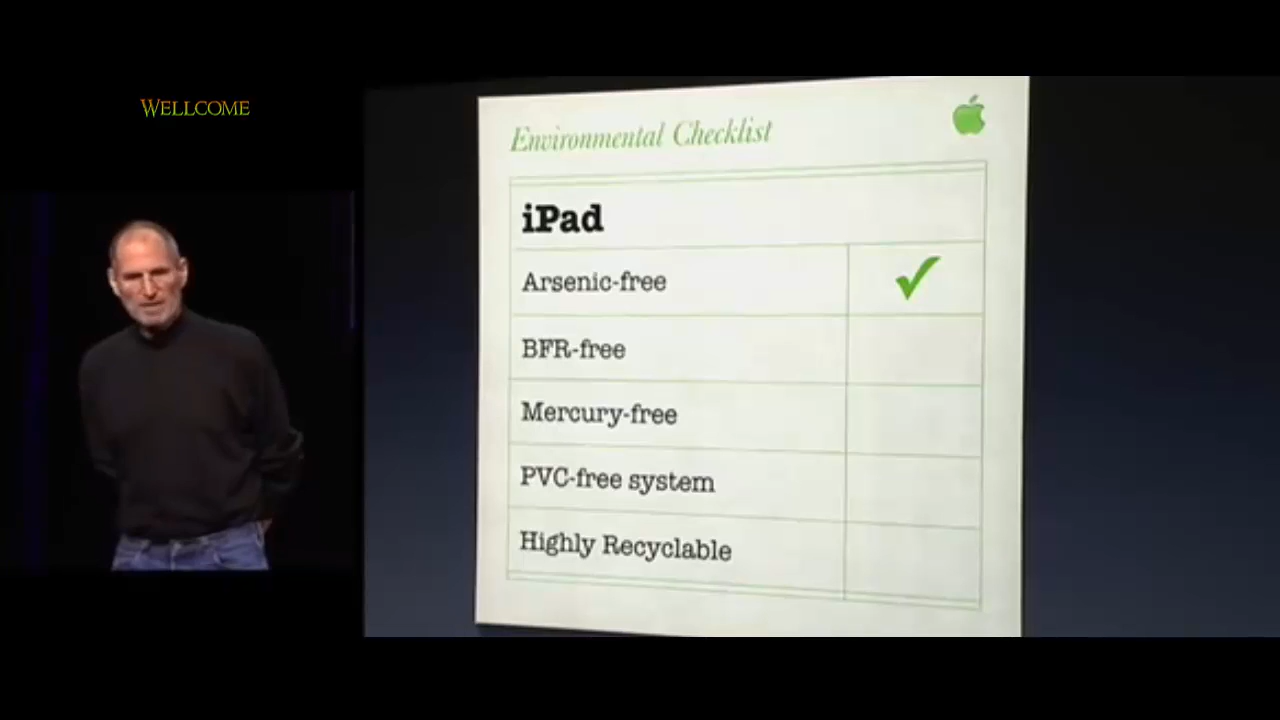 WELLCOME
Environmental Checklist
iPad
Arsenic-free
BFR-free
Mercury-free
PVC-free system
Highly Recyclable